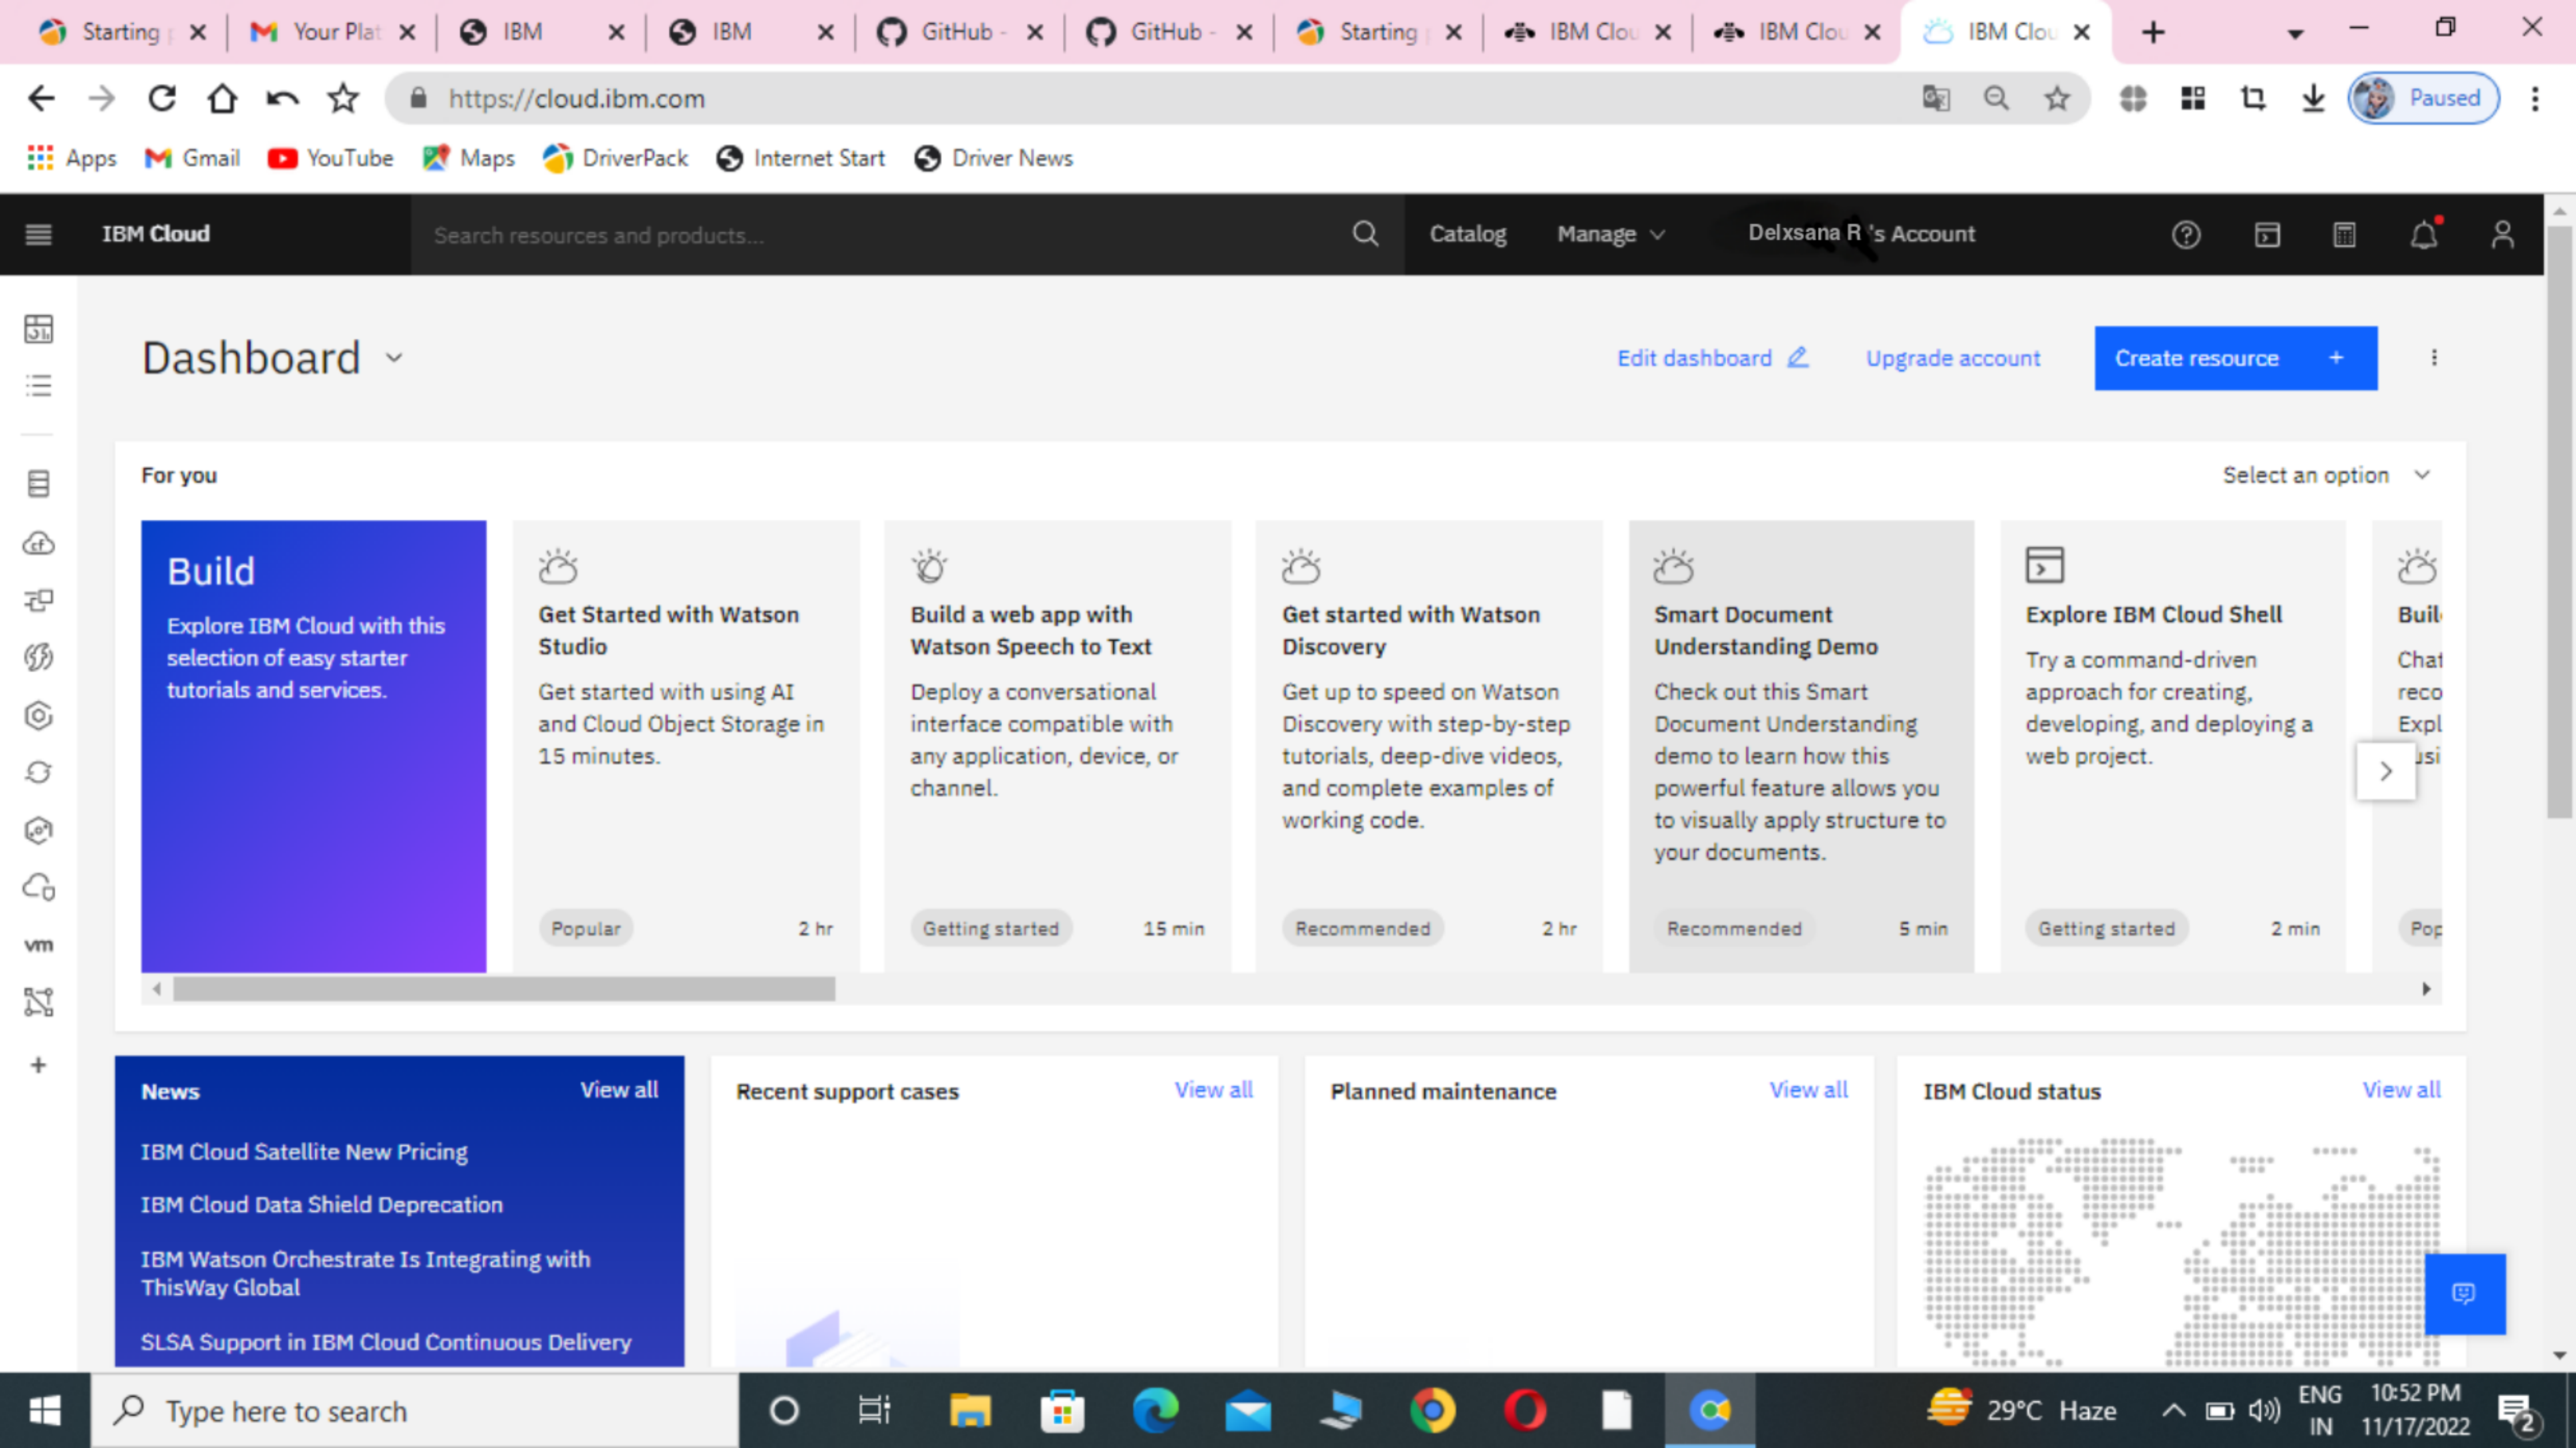 Starting
Your Plat
IBM
IBM
GitHub -
GitHub -
Starting
IBM Clou
IBM Clou
IBM Clou
https://cloud.ibm.com
Paused
Apps
Gmail
YouTube
Maps
DriverPack
Internet Start
Driver News
IBM Cloud
Search resources and products...
Catalog
Manage
Delxsana R 's Account
Dashboard
Edit dashboard
Upgrade account
Create resource +
For you
Select an option
Build
Explore IBM Cloud with this
selection of easy starter
tutorials and services.
Get Started with Watson
Studio
Get started with using AI
and Cloud Object Storage in
15 minutes.
Popular
2 hr
Build a web app with
Watson Speech to Text
Deploy a conversational
interface compatible with
any application, device, or
channel.
Getting started
15 min
Get started with Watson
Discovery
Get up to speed on Watson
Discovery with step-by-step
tutorials, deep-dive videos,
and complete examples of
working code.
Recommended
2 hr
Smart Document
Understanding Demo
Check out this Smart
Document Understanding
demo to learn how this
powerful feature allows you
to visually apply structure to
your documents.
Recommended
5 min
Explore IBM Cloud Shell
Try a command-driven
approach for creating,
developing, and deploying a
web project.
Getting started
2 min
Buil
Chat
reco
Expl
usi
Pop
cf
vm
News
View all
IBM Cloud Satellite New Pricing
IBM Cloud Data Shield Deprecation
IBM Watson Orchestrate Is Integrating with
ThisWay Global
SLSA Support in IBM Cloud Continuous Delivery
Recent support cases
View all
Planned maintenance
View all
IBM Cloud status
View all
Type here to search
29°C Haze
ENG
IN
10:52 PM
11/17/2022
2